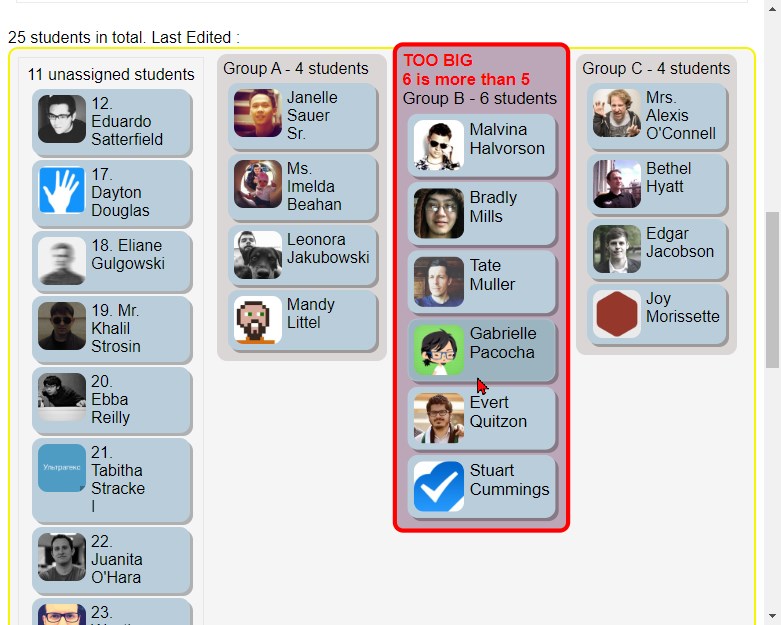 25 students in total. Last Edited :
11 unassigned students
12.
Eduardo
Satterfield
17.
Dayton
Douglas
18. Eliane
Gulgowski
19. Mr.
Khalil
Strosin
20.
Ebba
Reilly
21.
Tabitha
Stracke
l
22.
Juanita
O'Hara
23.
Group A - 4 students
Janelle
Sauer
Sr.
Ms.
Imelda
Beahan
Leonora
Jakubowski
Mandy
Littel
TOO BIG
6 is more than 5
Group B - 6 students
Malvina
Halvorson
Bradly
Mills
Tate
Muller
Gabrielle
Pacocha
Evert
Quitzon
Stuart
Cummings
Group C - 4 students
Mrs.
Alexis
O'Connell
Bethel
Hyatt
Edgar
Jacobson
Joy
Morissette